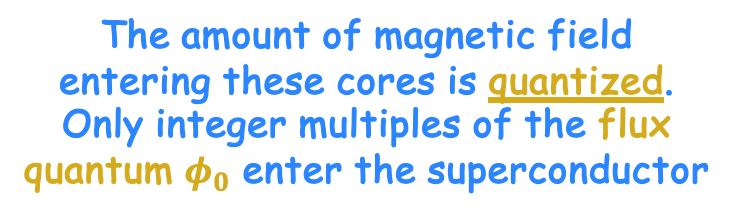 The amount of magnetic field
entering these cores is quantized.
Only integer multiples of the flux
quantum ϕ₀ enter the superconductor